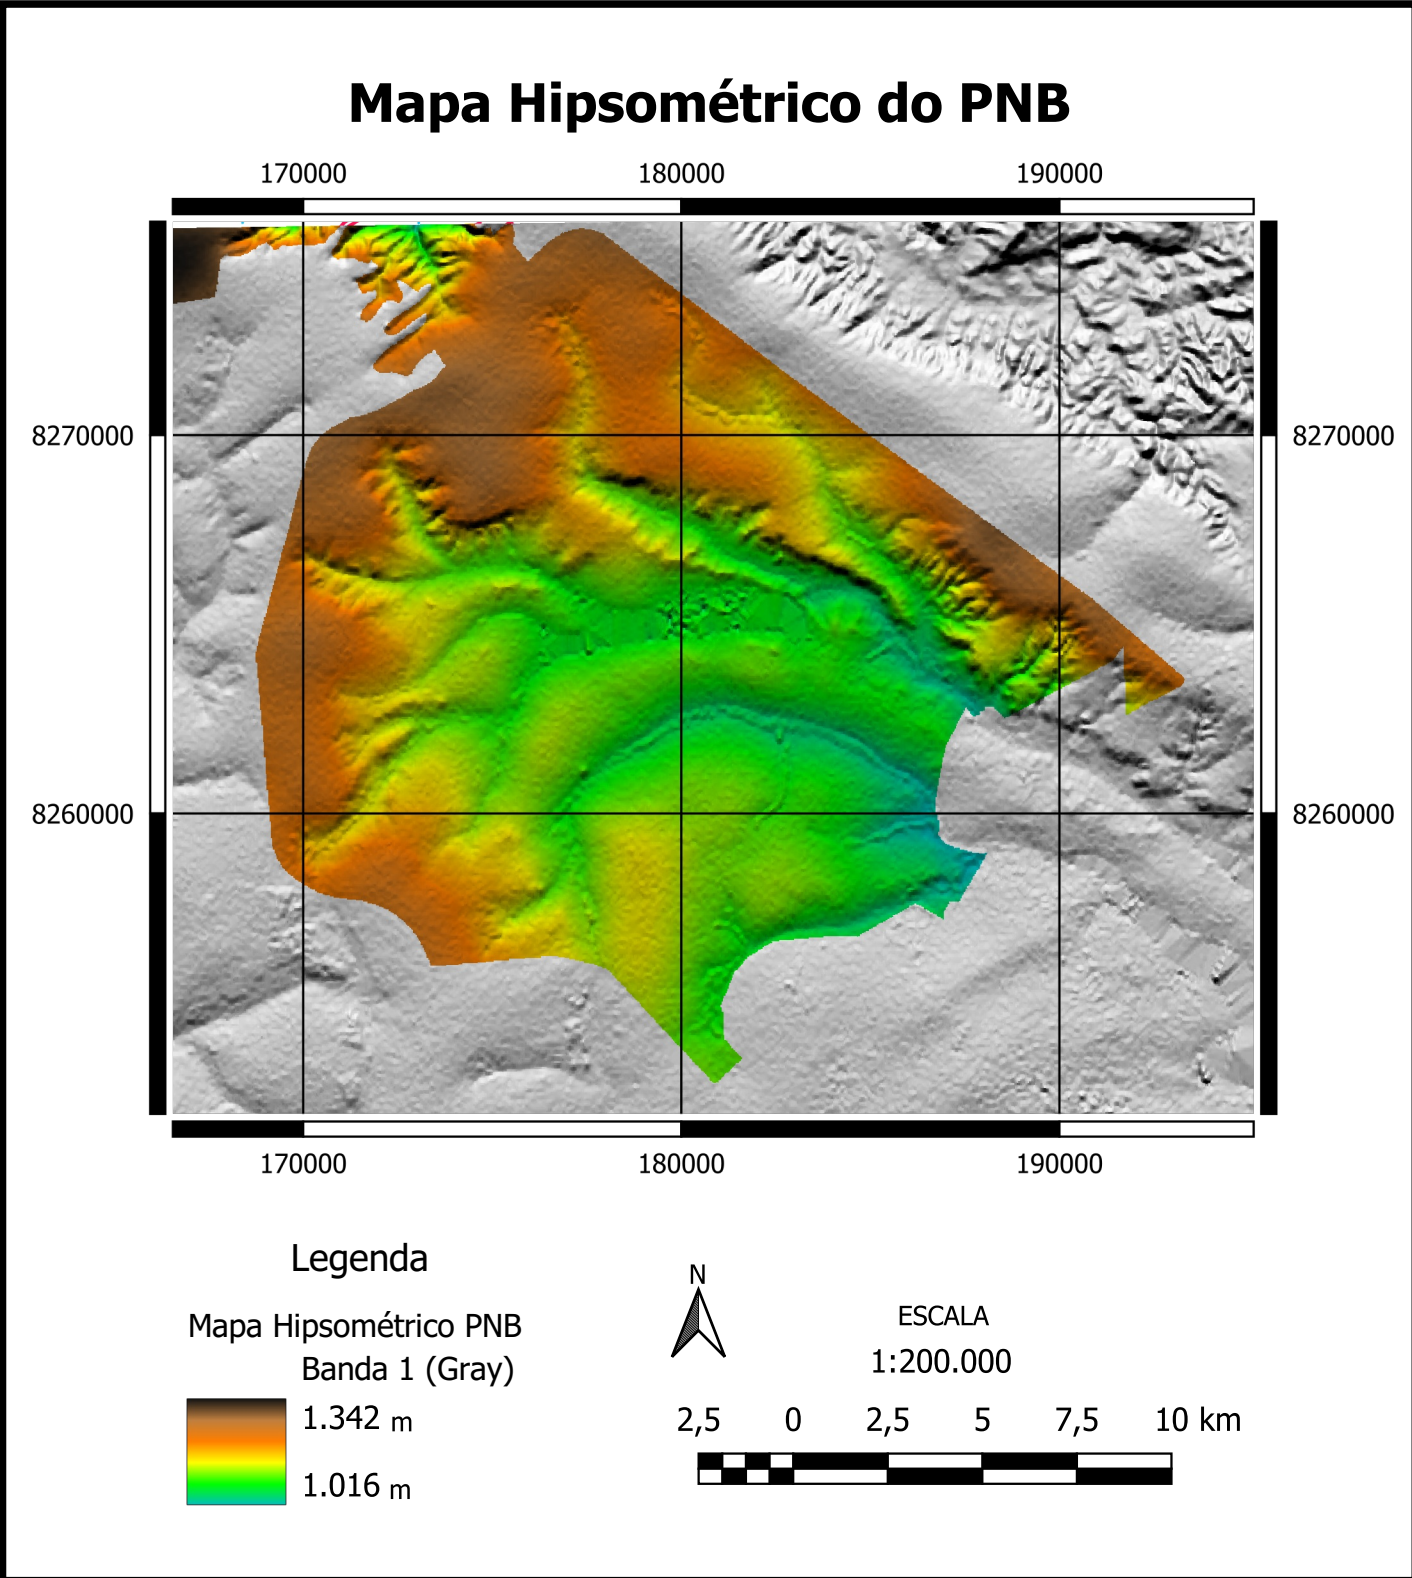 Mapa Hipsométrico do PNB
170000 180000 190000
8270000 8270000
8260000 8260000
170000 180000 190000
Legenda
Mapa Hipsométrico PNB
Banda 1 (Gray)
1.342 m
1.016 m
N
ESCALA
1:200.000
2,5 0 2,5 5 7,5 10 km